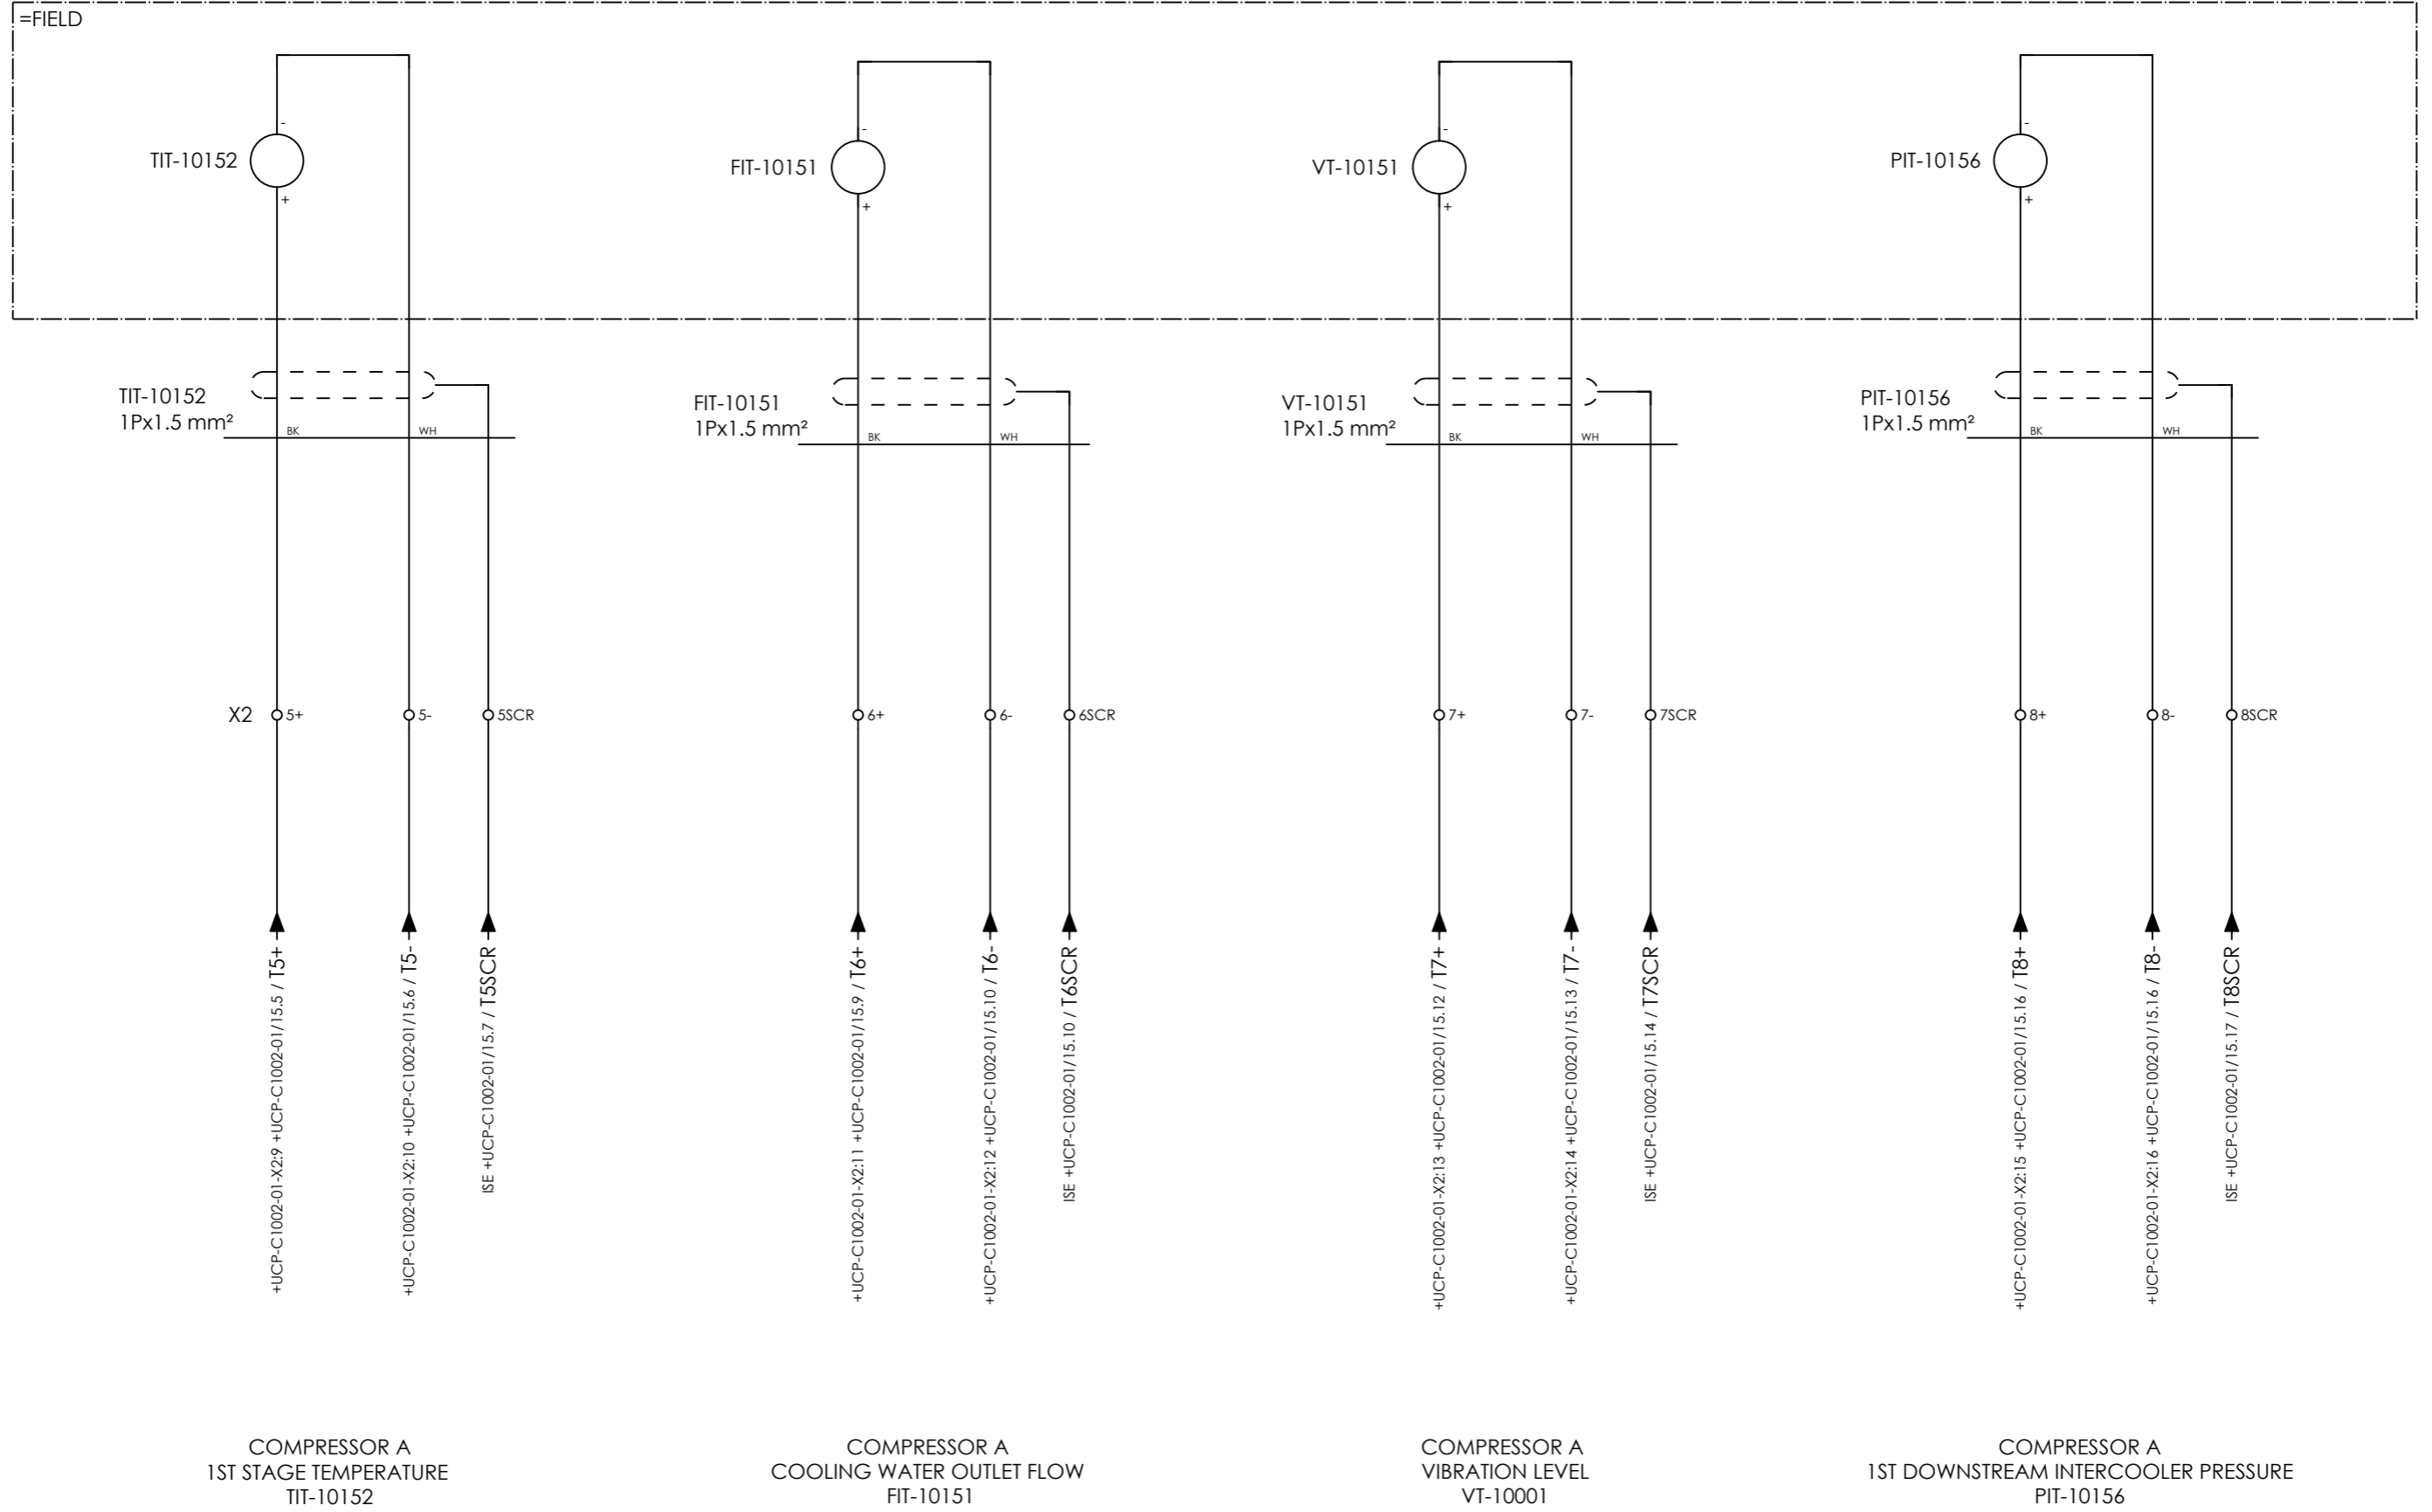 =FIELD
-
-
-
-
TIT-10152
FIT-10151
VT-10151
PIT-10156
+
+
+
+
TIT-10152
1Px1.5 mm²
BK
WH
FIT-10151
1Px1.5 mm²
BK
WH
VT-10151
1Px1.5 mm²
BK
WH
PIT-10156
1Px1.5 mm²
BK
WH
X2
5+
5-
5SCR
6+
6-
6SCR
7+
7-
7SCR
8+
8-
8SCR
+UCP-C1002-01-X2:9 +UCP-C1002-01/15.5 / T5+
+UCP-C1002-01-X2:10 +UCP-C1002-01/15.6 / T5-
ISE +UCP-C1002-01/15.7 / T5SCR
+UCP-C1002-01-X2:11 +UCP-C1002-01/15.9 / T6+
+UCP-C1002-01-X2:12 +UCP-C1002-01/15.10 / T6-
ISE +UCP-C1002-01/15.10 / T6SCR
+UCP-C1002-01-X2:13 +UCP-C1002-01/15.12 / T7+
+UCP-C1002-01-X2:14 +UCP-C1002-01/15.13 / T7-
ISE +UCP-C1002-01/15.14 / T7SCR
+UCP-C1002-01-X2:15 +UCP-C1002-01/15.16 / T8+
+UCP-C1002-01-X2:16 +UCP-C1002-01/15.16 / T8-
ISE +UCP-C1002-01/15.17 / T8SCR
COMPRESSOR A
1ST STAGE TEMPERATURE
TIT-10152
COMPRESSOR A
COOLING WATER OUTLET FLOW
FIT-10151
COMPRESSOR A
VIBRATION LEVEL
VT-10001
COMPRESSOR A
1ST DOWNSTREAM INTERCOOLER PRESSURE
PIT-10156